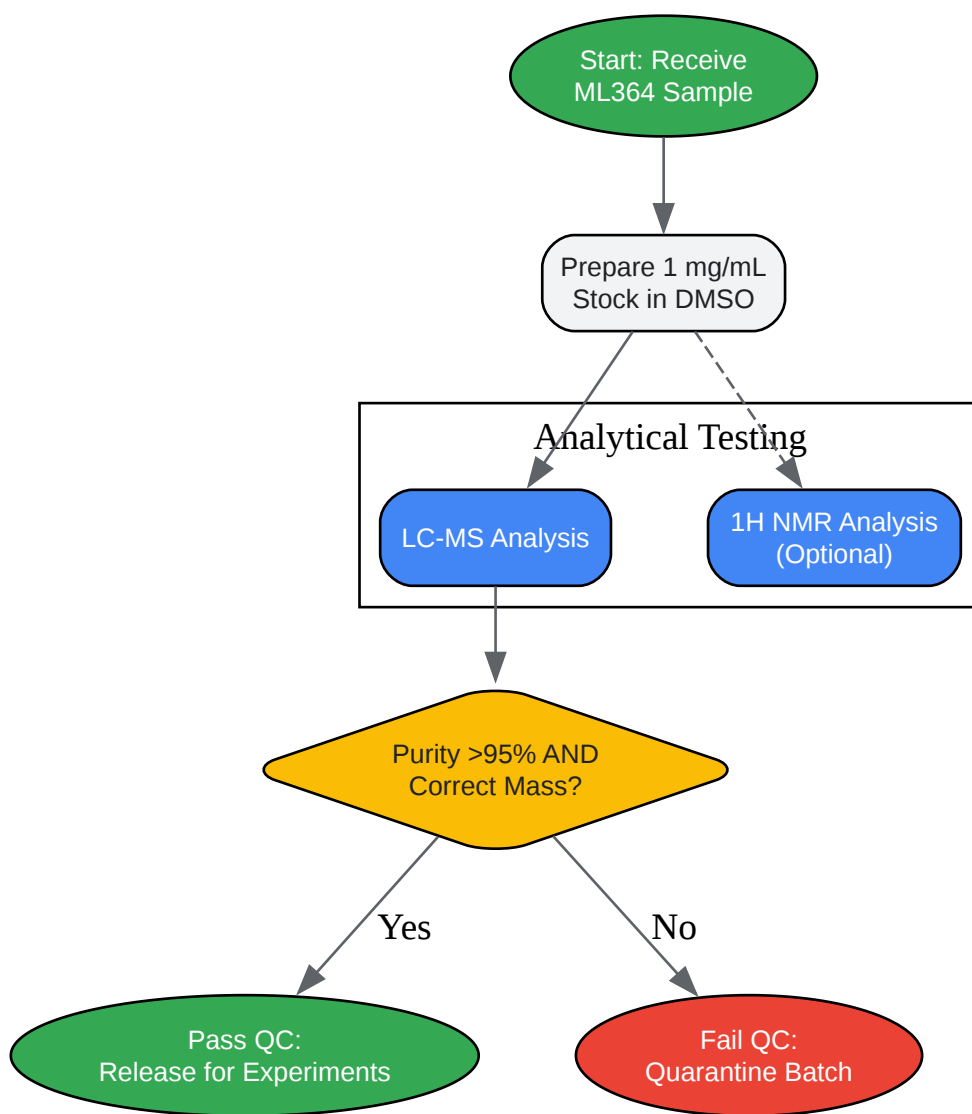 Start: Receive
ML364 Sample
Prepare 1 mg/mL
Stock in DMSO
Analytical Testing
LC-MS Analysis
1H NMR Analysis
(Optional)
Purity >95% AND
Correct Mass?
Yes
No
Pass QC:
Release for Experiments
Fail QC:
Quarantine Batch